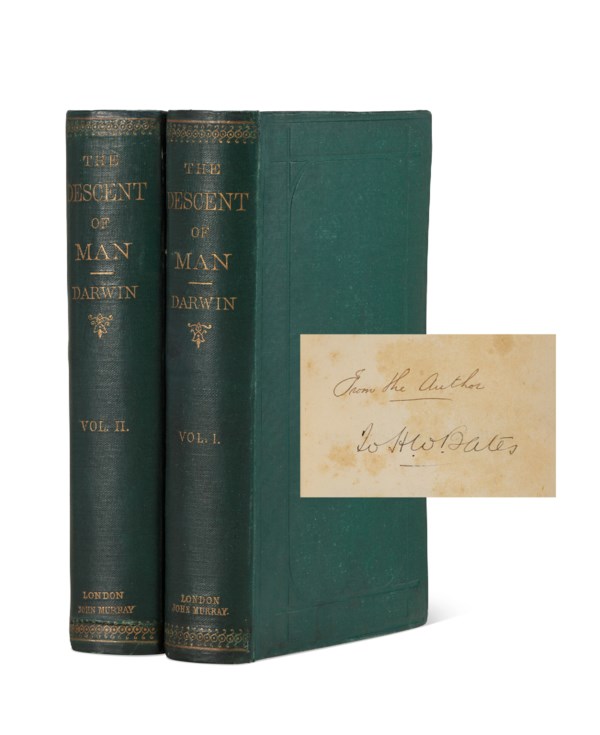 THE
DESCENT
OF
MAN
DARWIN
VOL. II.
LONDON
JOHN MURRAY
THE
DESCENT
OF
MAN
DARWIN
VOL. I.
LONDON
JOHN MURRAY.
From the Author
To H. W. Bates